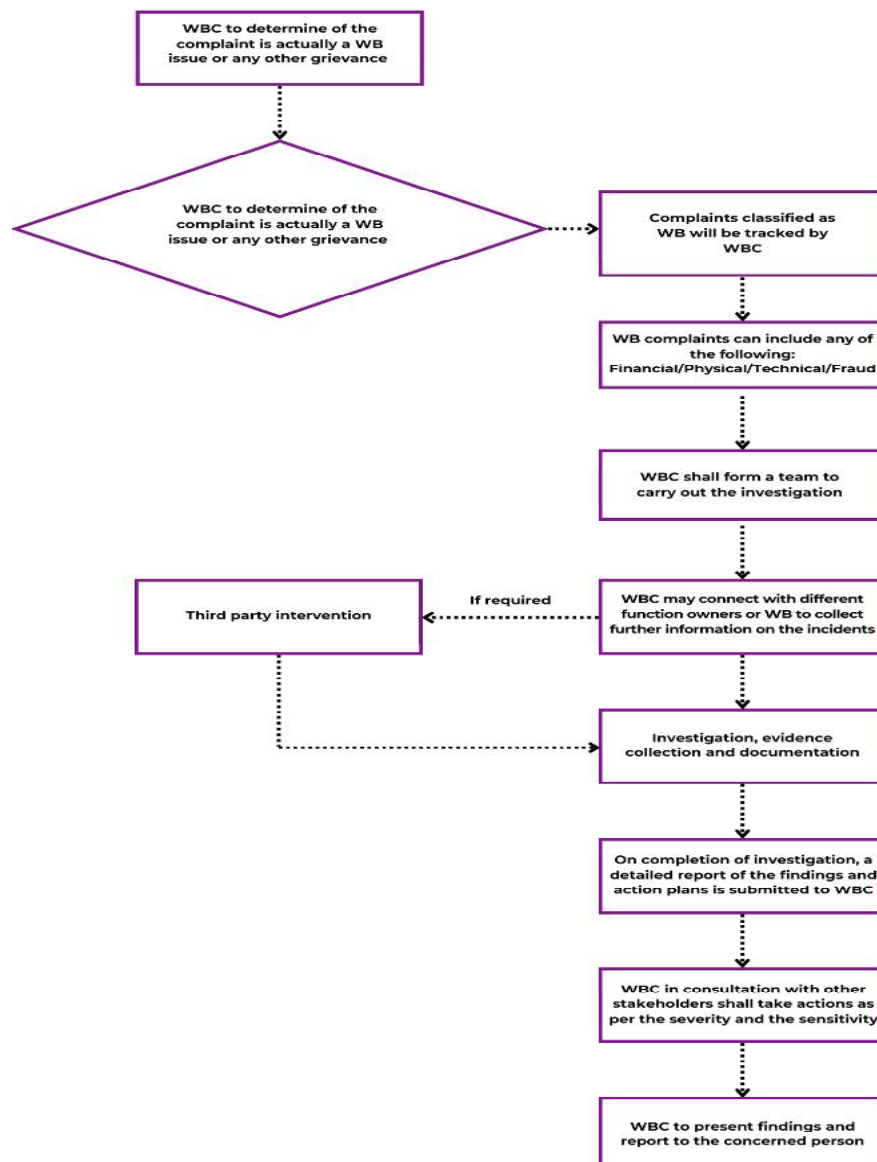 WBC to determine of the
complaint is actually a WB
issue or any other grievance
WBC to determine of the
complaint is actually a WB
issue or any other grievance
Complaints classified as
WB will be tracked by
WBC
WB complaints can include any of
the following:
Financial/Physical/Technical/Fraud
WBC shall form a team to
carry out the investigation
WBC may connect with different
function owners or WB to collect
further information on the incidents
If required
Third party intervention
Investigation, evidence
collection and documentation
On completion of investigation, a
detailed report of the findings and
action plans is submitted to WBC
WBC in consultation with other
stakeholders shall take actions as
per the severity and the sensitivity
WBC to present findings and
report to the concerned person